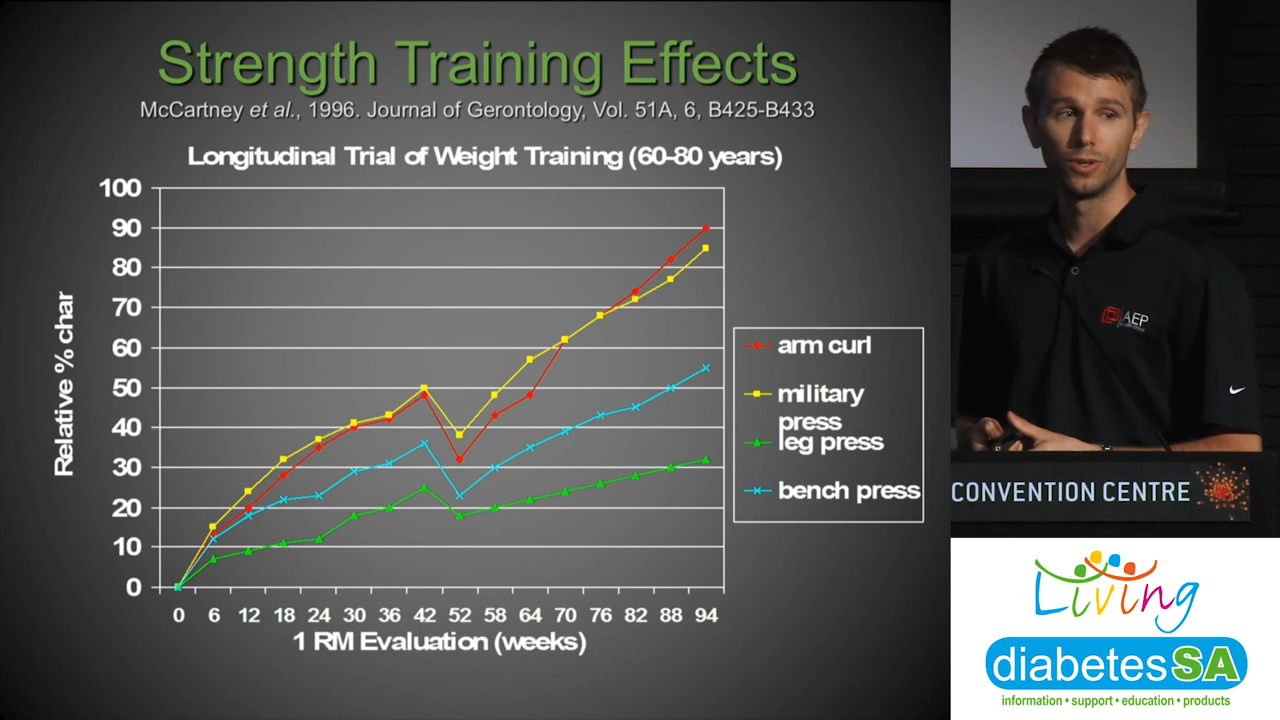 Strength Training Effects
McCartney et al., 1996. Journal of Gerontology, Vol. 51A, 6, B425-B433
Longitudinal Trial of Weight Training (60-80 years)
100
90
80
70
60
50
40
30
20
10
0
Relative % char
0 6 12 18 24 30 36 42 52 58 64 70 76 82 88 94
1 RM Evaluation (weeks)
arm curl
military
press
leg press
bench press
AEP
CONVENTION CENTRE
Living
diabetesSA
information • support • education • products